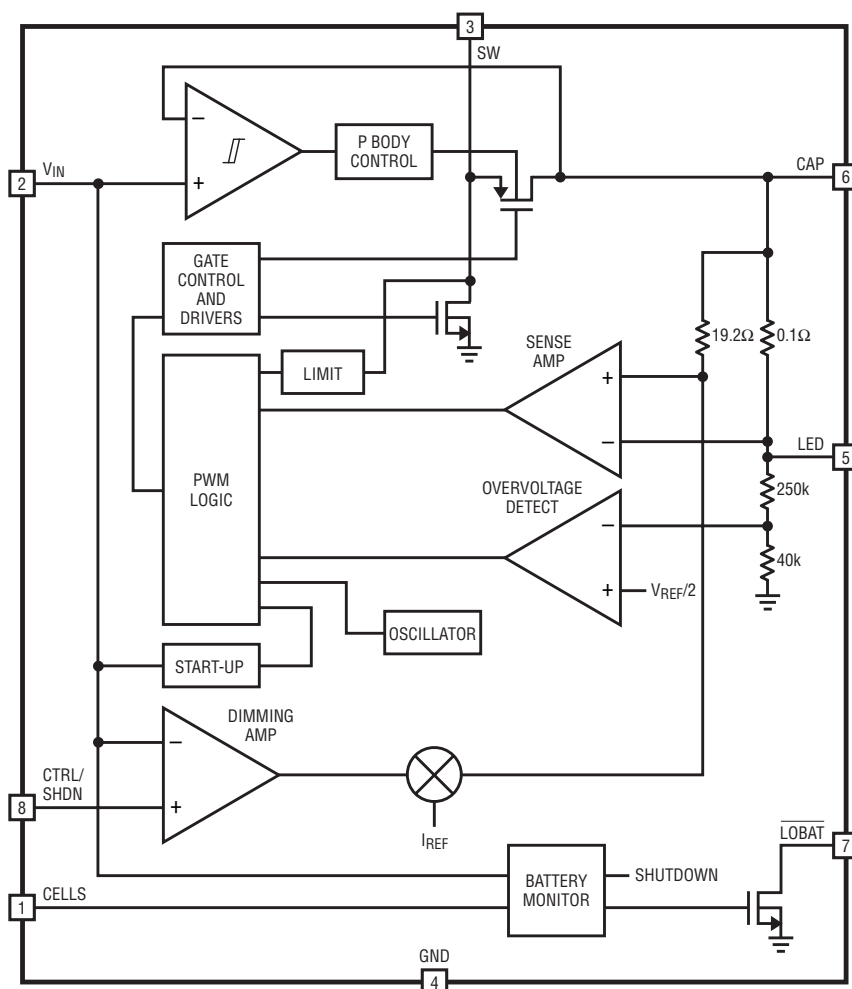 3
SW
P BODY
CONTROL
−
+
VIN
2
CAP
6
GATE
CONTROL
AND
DRIVERS
19.2Ω
0.1Ω
SENSE
AMP
LIMIT
+
−
LED
5
PWM
LOGIC
OVERVOLTAGE
DETECT
250k
−
40k
+
VREF/2
OSCILLATOR
START-UP
DIMMING
AMP
−
CTRL/
SHDN
8
+
IREF
LOBAT
7
BATTERY
MONITOR
SHUTDOWN
CELLS
1
GND
4